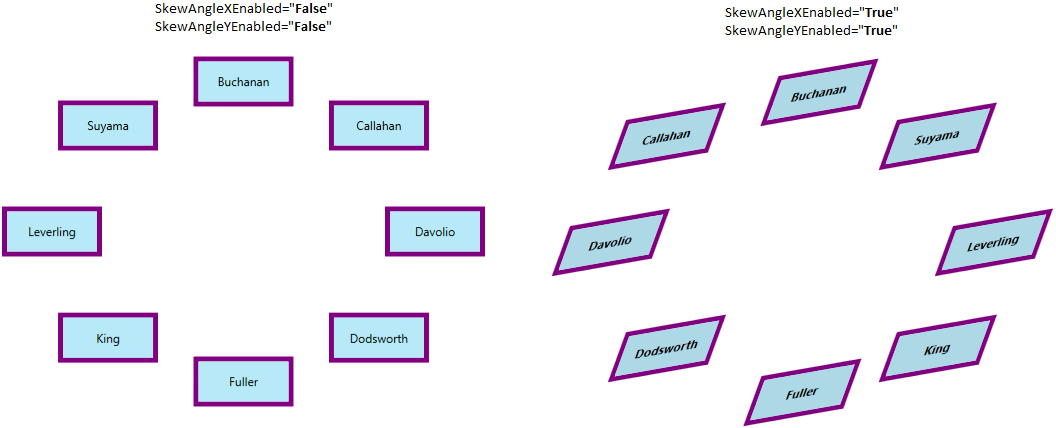 SkewAngleXEnabled="False"
SkewAngleYEnabled="False"
Buchanan
Suyama
Callahan
Leverling
Davolio
King
Dodsworth
Fuller
SkewAngleXEnabled="True"
SkewAngleYEnabled="True"
Buchanan
Callahan
Suyama
Davolio
Leverling
Dodsworth
King
Fuller